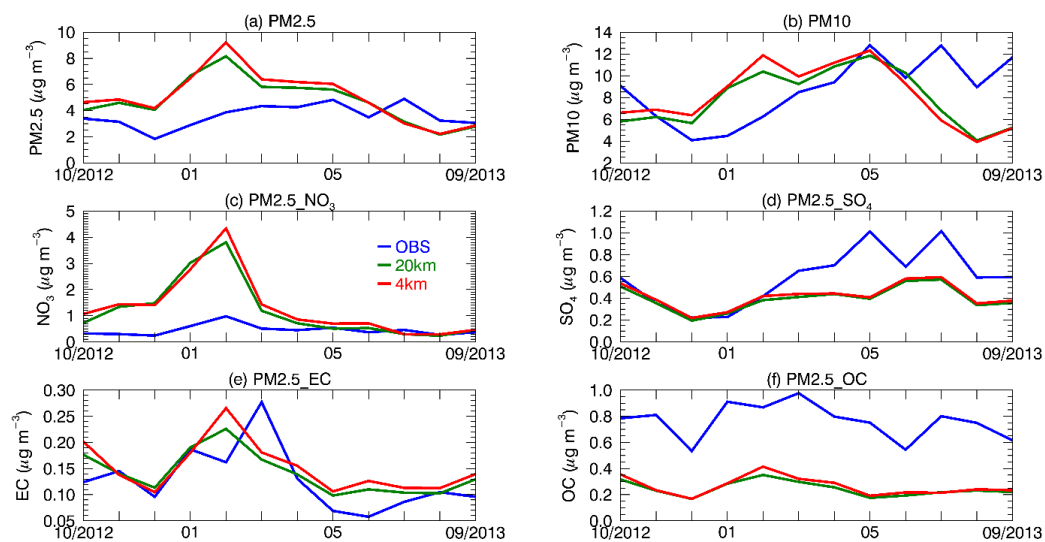 (a) PM2.5
PM2.5 (μg m⁻³)
10
8
6
4
2
0
10/2012 01 05 09/2013
(b) PM10
PM10 (μg m⁻³)
14
12
10
8
6
4
2
10/2012 01 05 09/2013
(c) PM2.5_NO₃
NO₃ (μg m⁻³)
5
4
3
2
1
0
OBS
20km
4km
10/2012 01 05 09/2013
(d) PM2.5_SO₄
SO₄ (μg m⁻³)
1.2
1.0
0.8
0.6
0.4
0.2
0.0
10/2012 01 05 09/2013
(e) PM2.5_EC
EC (μg m⁻³)
0.30
0.25
0.20
0.15
0.10
0.05
10/2012 01 05 09/2013
(f) PM2.5_OC
OC (μg m⁻³)
1.0
0.8
0.6
0.4
0.2
0.0
10/2012 01 05 09/2013